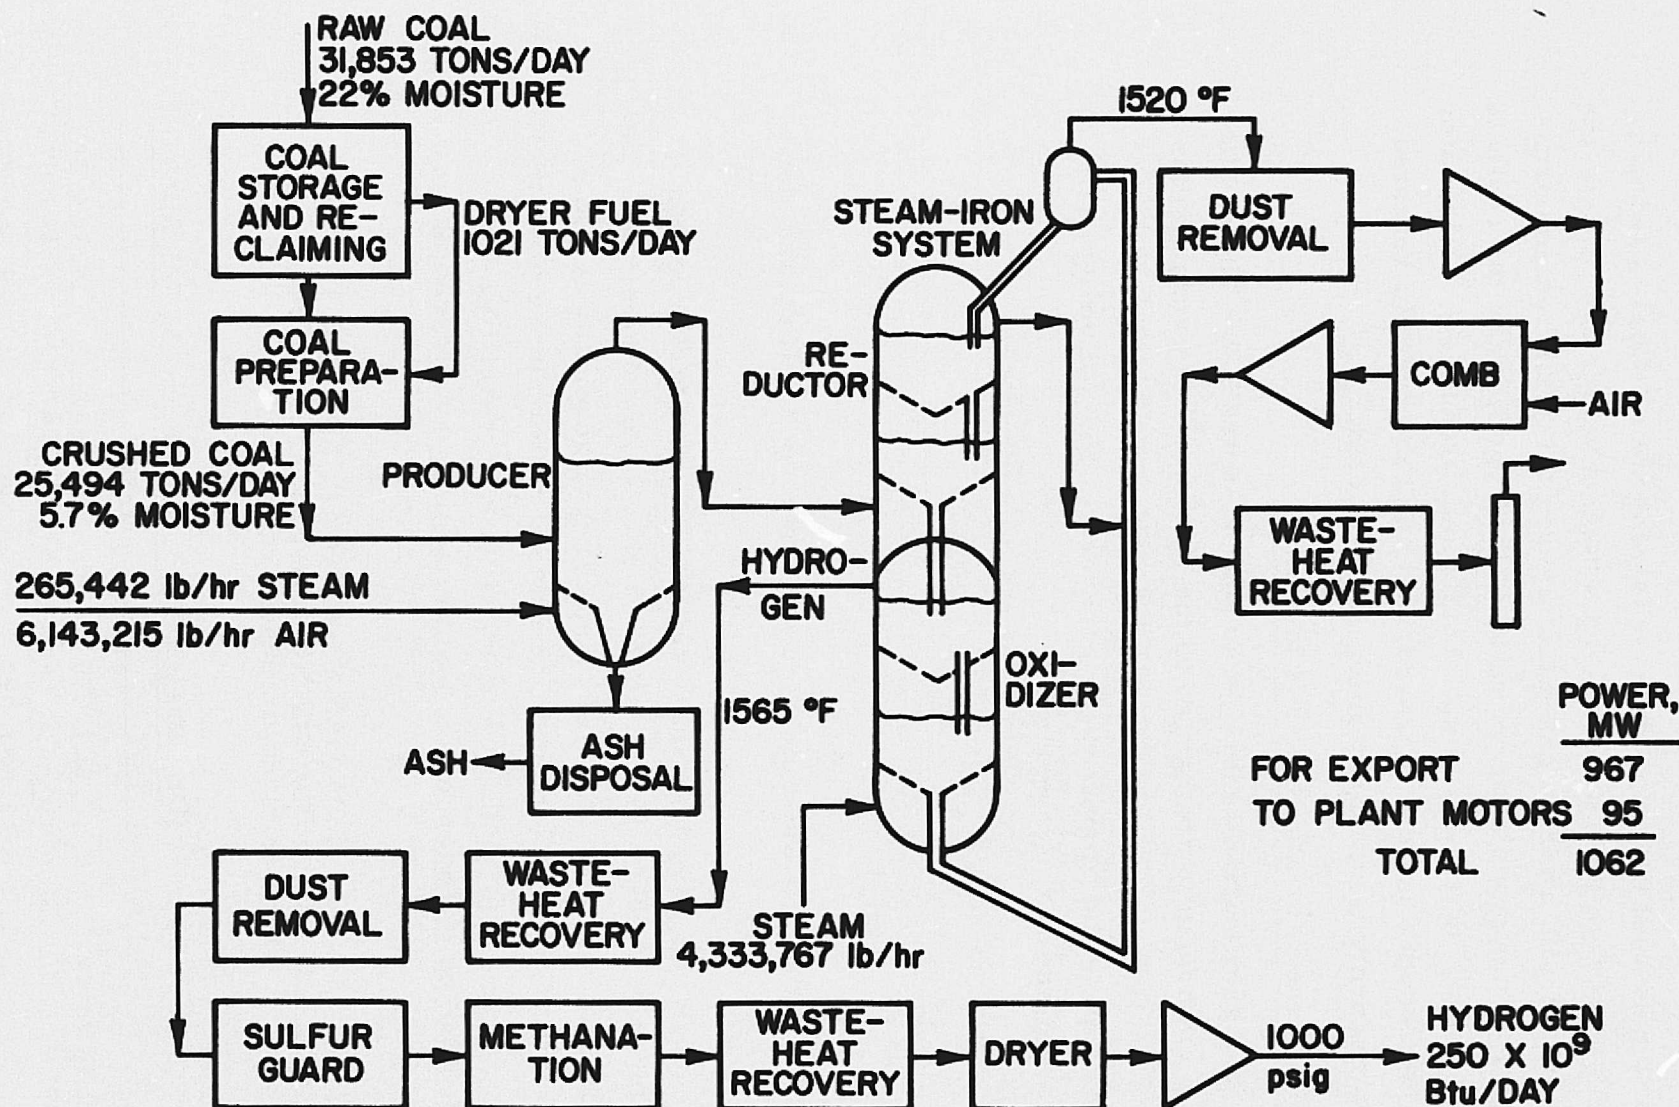 RAW COAL
31,853 TONS/DAY
22% MOISTURE
COAL
STORAGE
AND RE-
CLAIMING
DRYER FUEL
1021 TONS/DAY
COAL
PREPARA-
TION
CRUSHED COAL
25,494 TONS/DAY
5.7% MOISTURE
265,442 lb/hr STEAM
6,143,215 lb/hr AIR
PRODUCER
ASH
DISPOSAL
ASH
STEAM-IRON
SYSTEM
RE-
DUCTOR
HYDRO-
GEN
OXI-
DIZER
1565 °F
STEAM
4,333,767 lb/hr
1520 °F
DUST
REMOVAL
COMB
AIR
WASTE-
HEAT
RECOVERY
POWER,
MW
FOR EXPORT 967
TO PLANT MOTORS 95
TOTAL 1062
WASTE-
HEAT
RECOVERY
DUST
REMOVAL
SULFUR
GUARD
METHANA-
TION
WASTE-
HEAT
RECOVERY
DRYER
1000
psig
HYDROGEN
250 X 10⁹
Btu/DAY